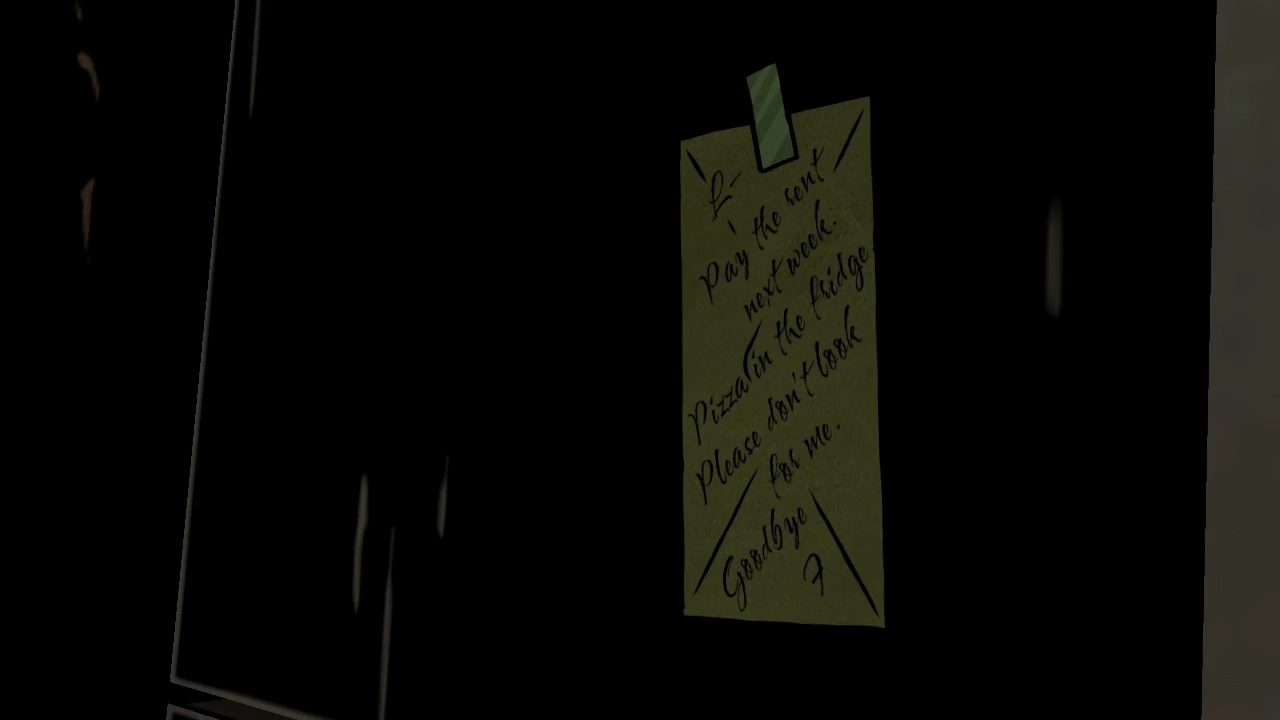 E-
Pay the rent
next week.
Pizza in the fridge
Please don't look
for me.
Goodbye
F